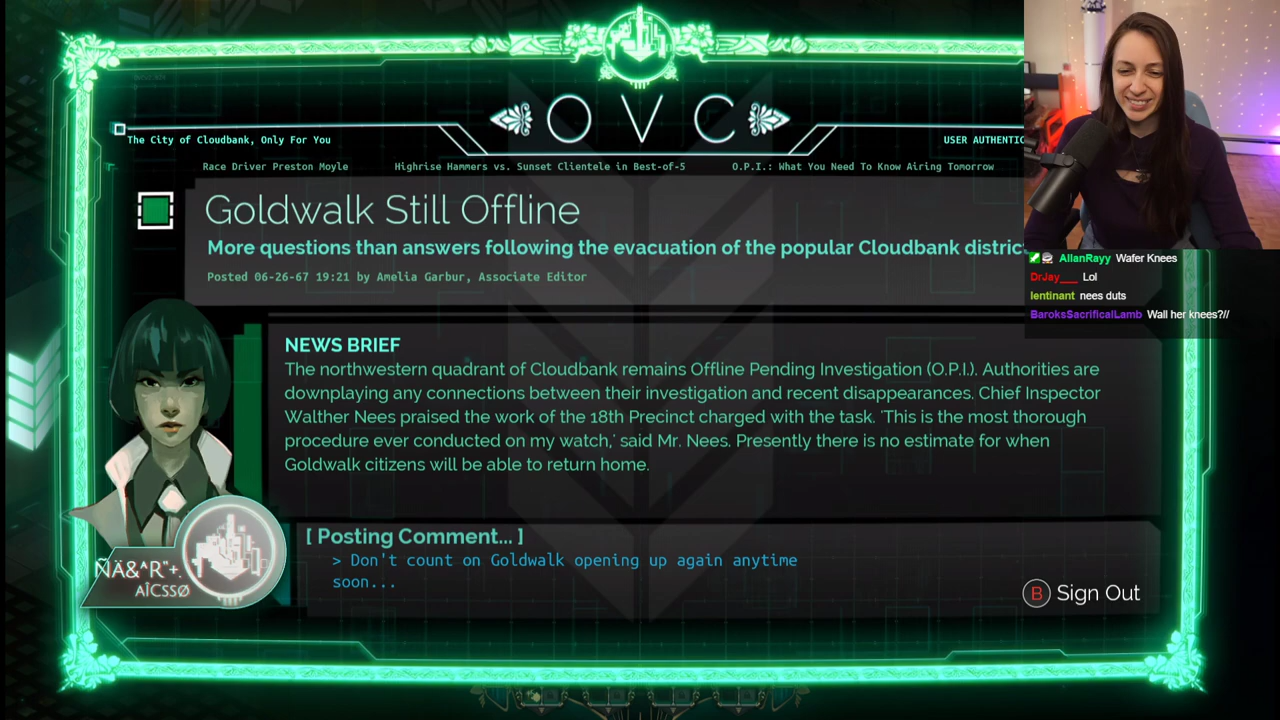 OVC
The City of Cloudbank, Only For You
USER AUTHENTIC
Race Driver Preston Moyle
Highrise Hammers vs. Sunset Clientele in Best-of-5
O.P.I.: What You Need To Know Airing Tomorrow
Goldwalk Still Offline
More questions than answers following the evacuation of the popular Cloudbank distric
Posted 06-26-67 19:21 by Amelia Garbur, Associate Editor
AllanRayy Wafer Knees
DrJay___ Lol
lentinant nees duts
BaroksSacrificalLamb Wall her knees?//
NEWS BRIEF
The northwestern quadrant of Cloudbank remains Offline Pending Investigation (O.P.I.). Authorities are
downplaying any connections between their investigation and recent disappearances. Chief Inspector
Walther Nees praised the work of the 18th Precinct charged with the task. 'This is the most thorough
procedure ever conducted on my watch,' said Mr. Nees. Presently there is no estimate for when
Goldwalk citizens will be able to return home.
[ Posting Comment... ]
> Don't count on Goldwalk opening up again anytime
soon...
AÎCSSØ
B Sign Out